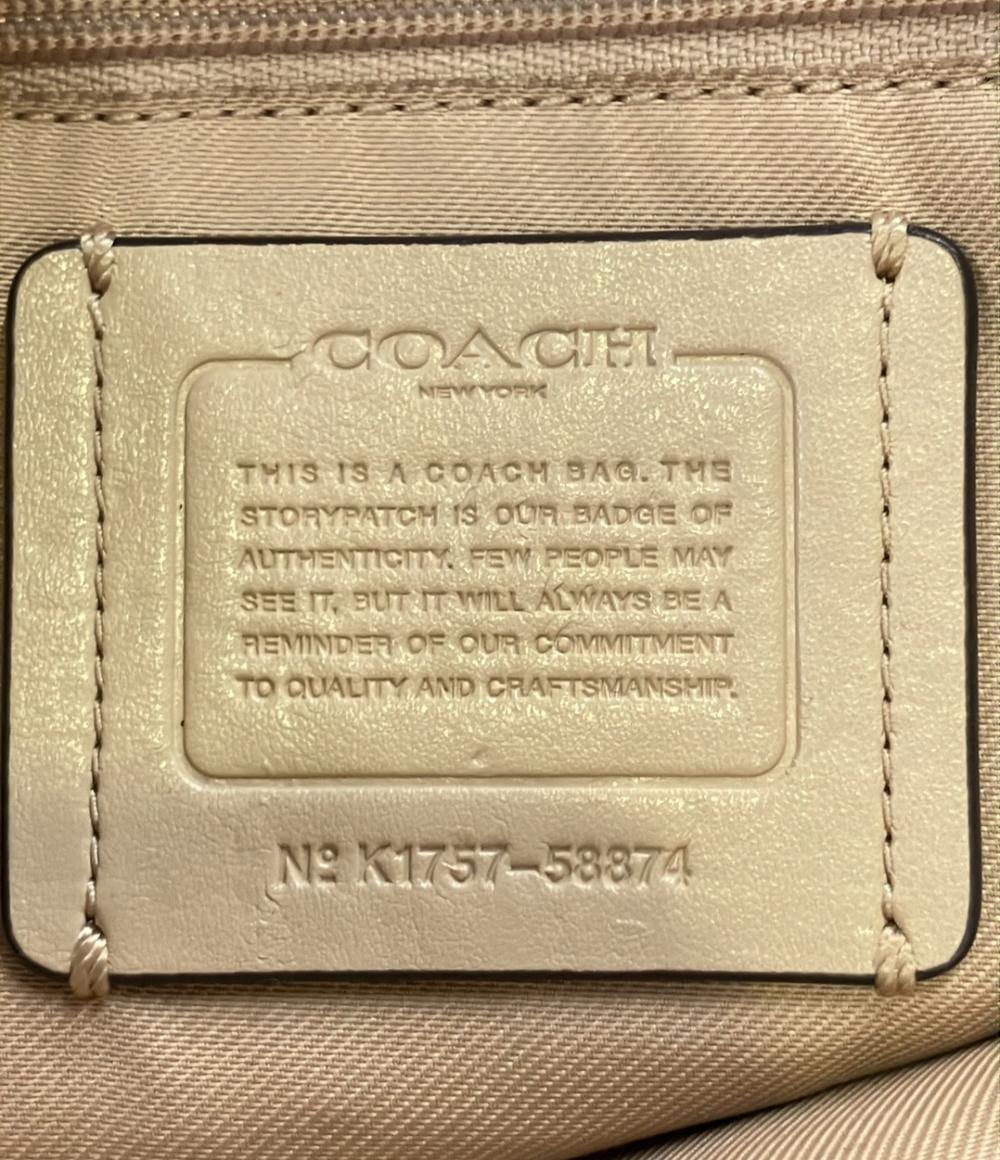 COACH
NEW YORK
THIS IS A COACH BAG. THE
STORYPATCH IS OUR BADGE OF
AUTHENTICITY. FEW PEOPLE MAY
SEE IT, BUT IT WILL ALWAYS BE A
REMINDER OF OUR COMMITMENT
TO QUALITY AND CRAFTSMANSHIP.
Nº K1757-58874